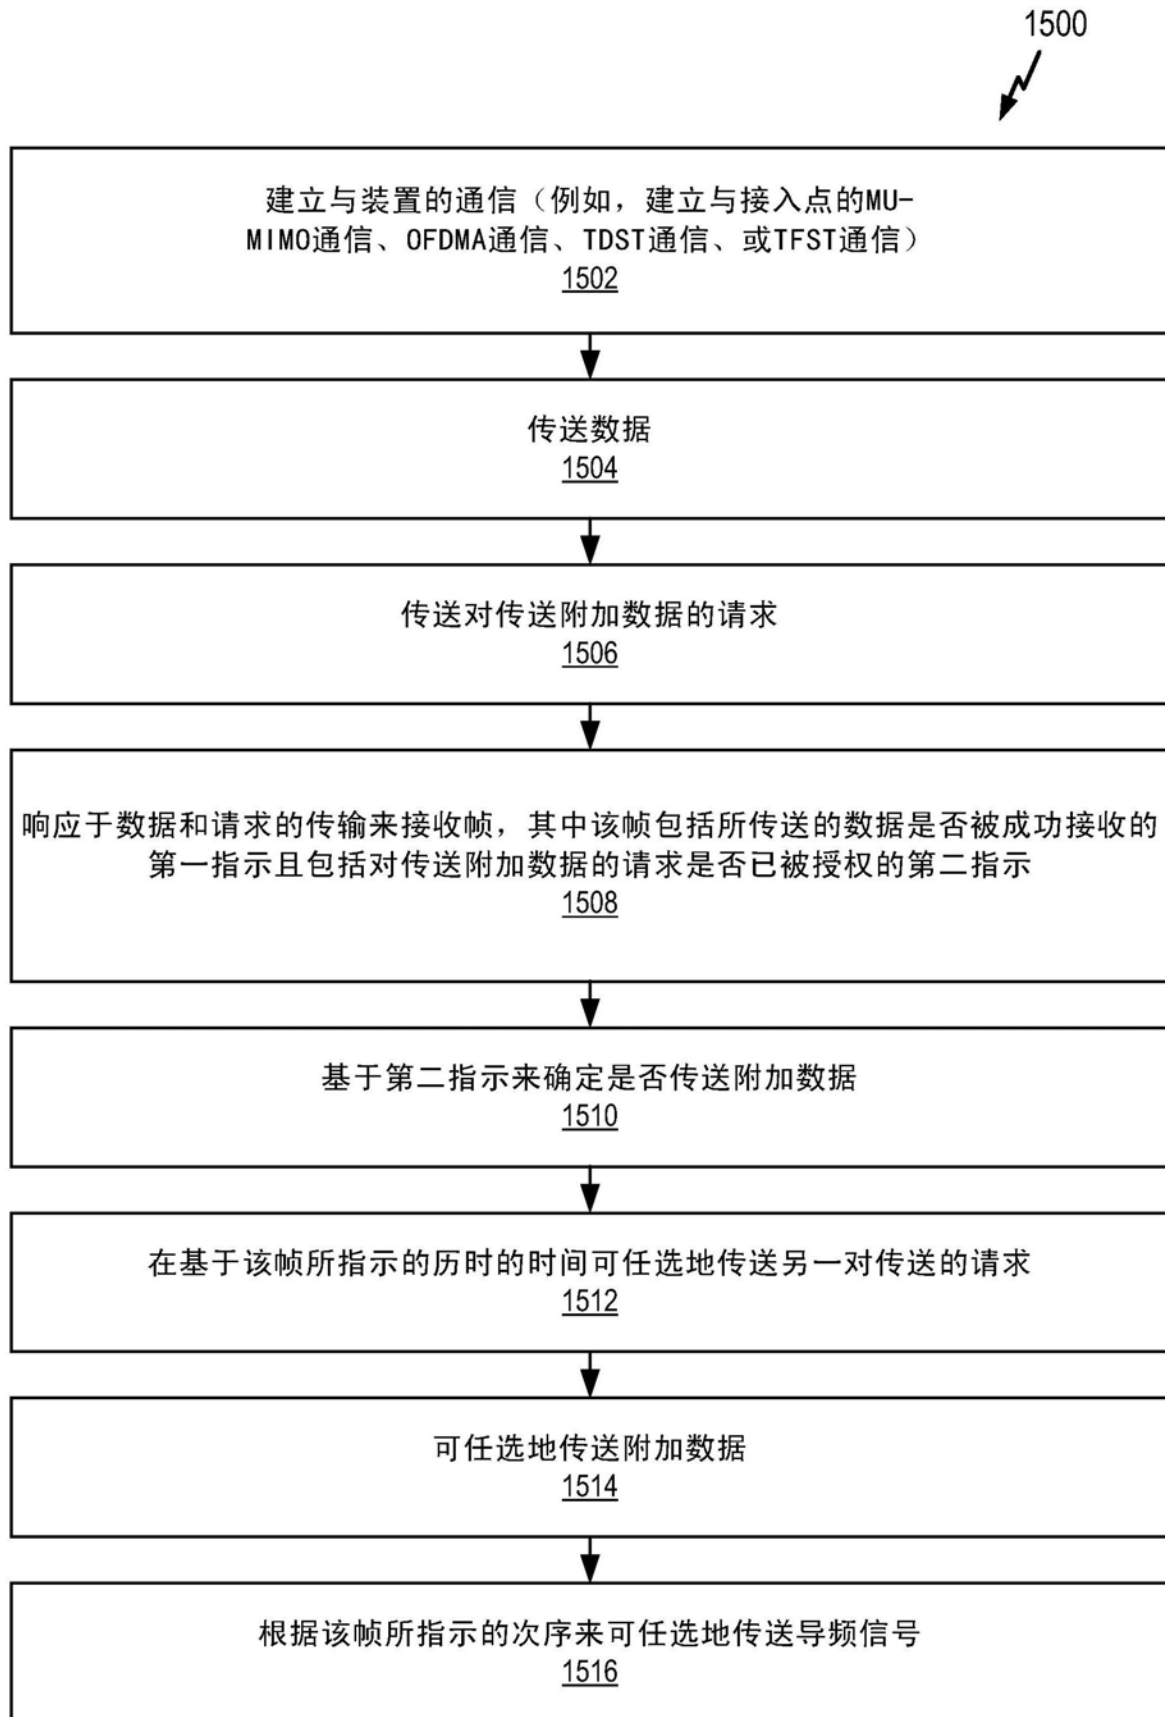 1500
建立与装置的通信（例如，建立与接入点的MU-
MIMO通信、OFDMA通信、TDST通信、或TFST通信）
1502
传送数据
1504
传送对传送附加数据的请求
1506
响应于数据和请求的传输来接收帧，其中该帧包括所传送的数据是否被成功接收的
第一指示且包括对传送附加数据的请求是否已被授权的第二指示
1508
基于第二指示来确定是否传送附加数据
1510
在基于该帧所指示的历时的时间可任选地传送另一对传送的请求
1512
可任选地传送附加数据
1514
根据该帧所指示的次序来可任选地传送导频信号
1516